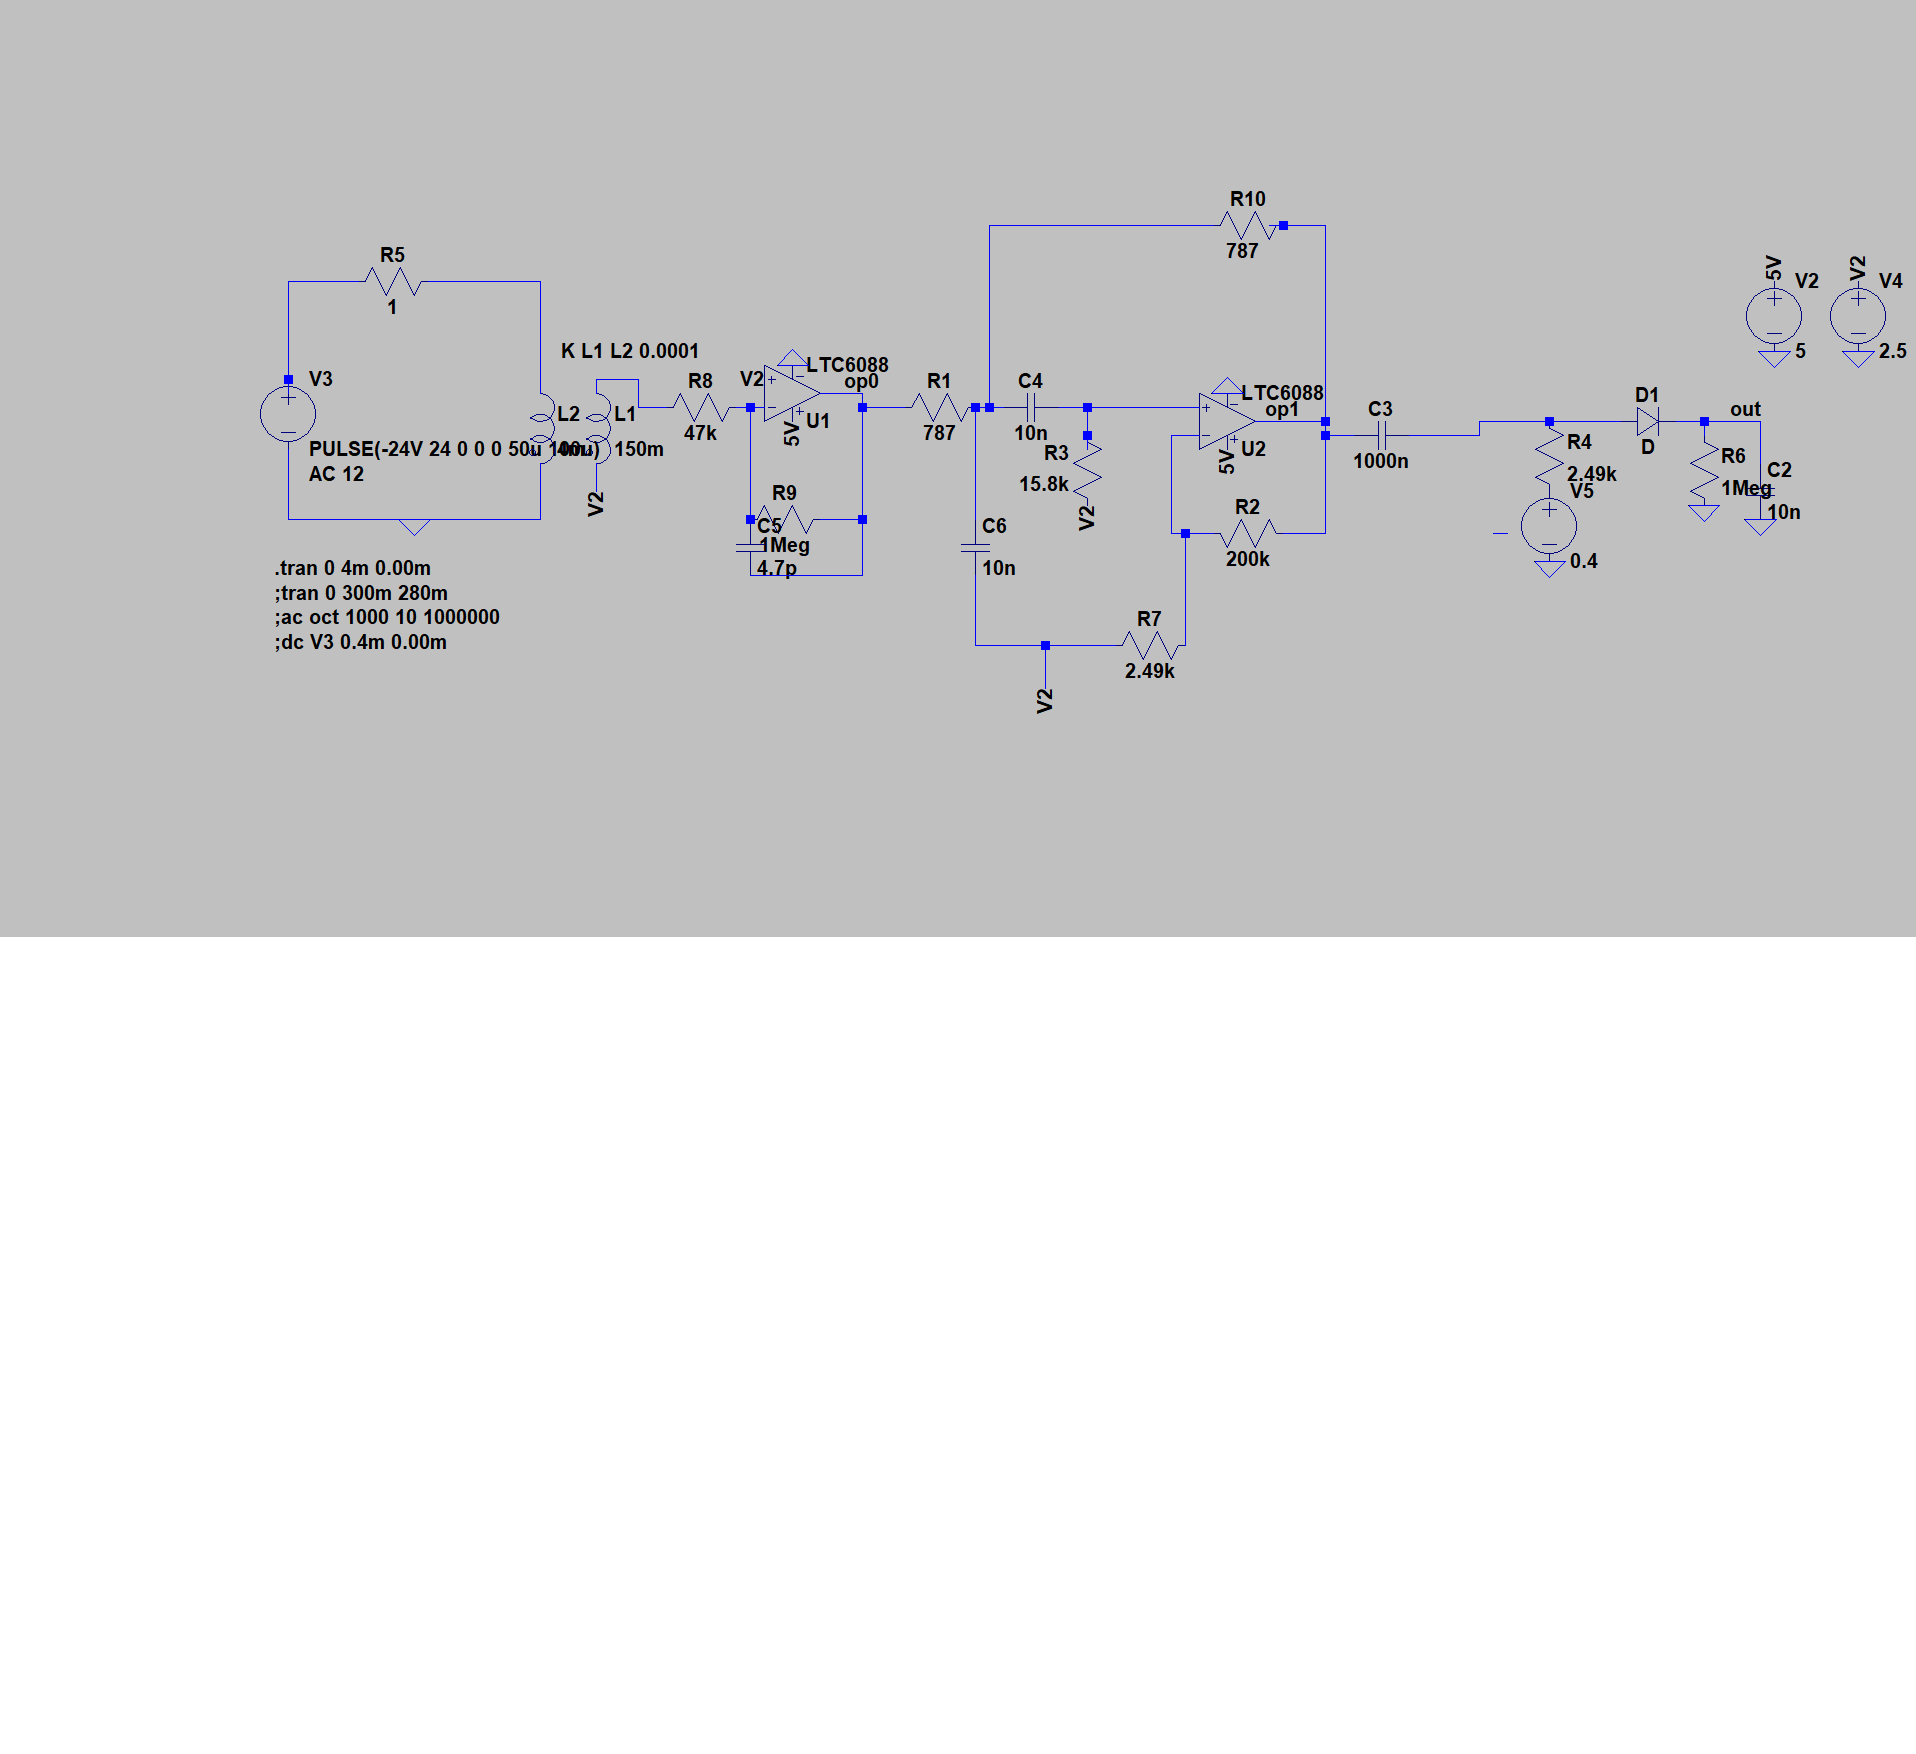 R10
787
R5
1
5V
V2
5
V2
V4
2.5
K L1 L2 0.0001
V3
PULSE(-24V 24 0 0 0 50u 100u)
AC 12
L2
L1
150m
V2
R8
47k
V2
LTC6088
op0
U1
5V
R9
1Meg
C5
4.7p
R1
787
C4
10n
R3
15.8k
V2
C6
10n
LTC6088
op1
U2
5V
R2
200k
R7
2.49k
V2
C3
1000n
R4
2.49k
V5
0.4
D1
D
out
R6
1Meg
C2
10n
.tran 0 4m 0.00m
;tran 0 300m 280m
;ac oct 1000 10 1000000
;dc V3 0.4m 0.00m